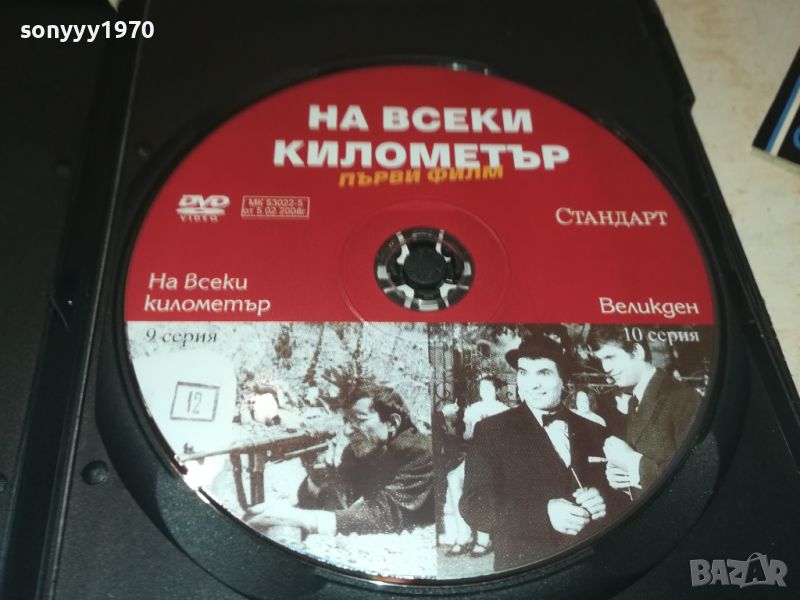 sonyyy1970
НА ВСЕКИ
КИЛОМЕТЪР
ПЪРВИ ФИЛМ
DVD
VIDEO
МК 53022-5
от 5.02.2008г.
СТАНДАРТ
На всеки
километър
Великден
9 серия
10 серия
12
BAZAR